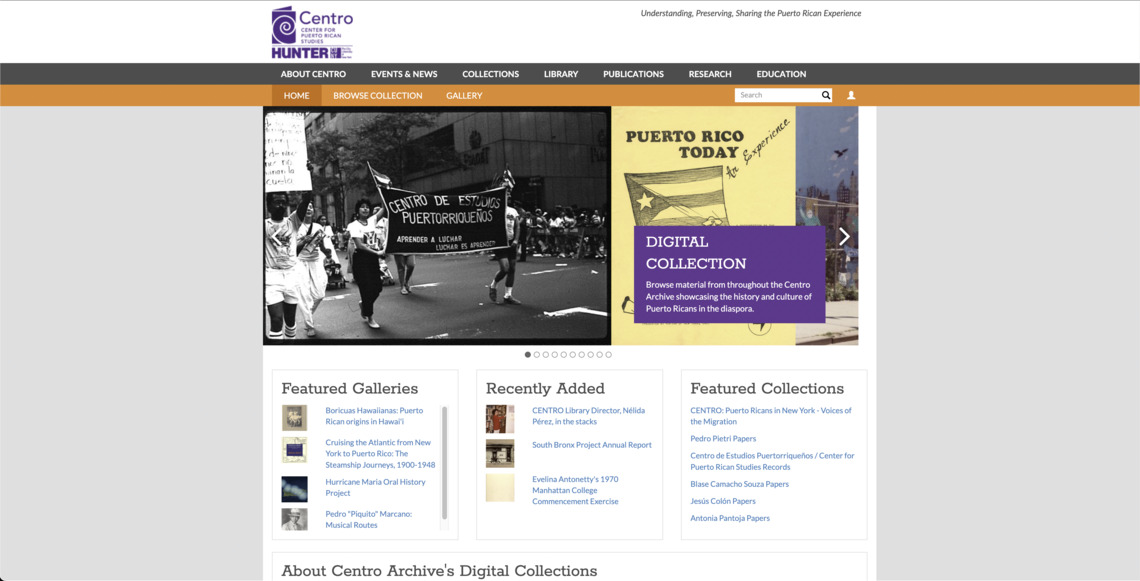 Centro
CENTER FOR
PUERTO RICAN
STUDIES
HUNTER
Understanding, Preserving, Sharing the Puerto Rican Experience
ABOUT CENTRO EVENTS & NEWS COLLECTIONS LIBRARY PUBLICATIONS RESEARCH EDUCATION
HOME BROWSE COLLECTION GALLERY Search
CENTRO DE ESTUDIOS
PUERTORRIQUEÑOS
APRENDER A LUCHAR
LUCHAR ES APRENDER
PUERTO RICO
TODAY
An Experience
DIGITAL
COLLECTION
Browse material from throughout the Centro
Archive showcasing the history and culture of
Puerto Ricans in the diaspora.
Featured Galleries
Boricuas Hawaiianas: Puerto
Rican origins in Hawai'i
Cruising the Atlantic from New
York to Puerto Rico: The
Steamship Journeys, 1900-1948
Hurricane Maria Oral History
Project
Pedro "Piquito" Marcano:
Musical Routes
Recently Added
CENTRO Library Director, Nélida
Pérez, in the stacks
South Bronx Project Annual Report
Evelina Antonetty's 1970
Manhattan College
Commencement Exercise
Featured Collections
CENTRO: Puerto Ricans in New York - Voices of
the Migration
Pedro Pietri Papers
Centro de Estudios Puertorriqueños / Center for
Puerto Rican Studies Records
Blase Camacho Souza Papers
Jesús Colón Papers
Antonia Pantoja Papers
About Centro Archive's Digital Collections